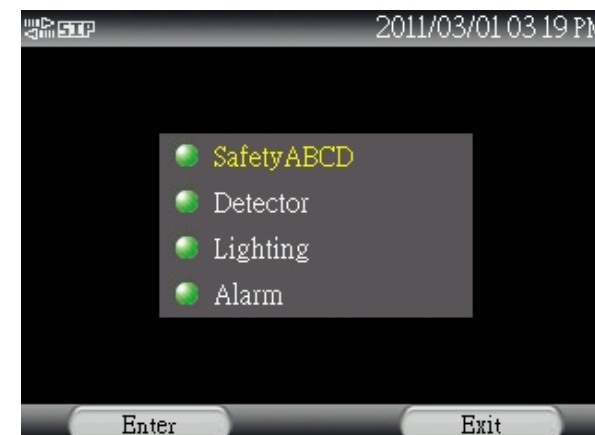 SIP 2011/03/01 03 19 PM
SafetyABCD
Detector
Lighting
Alarm
Enter Exit